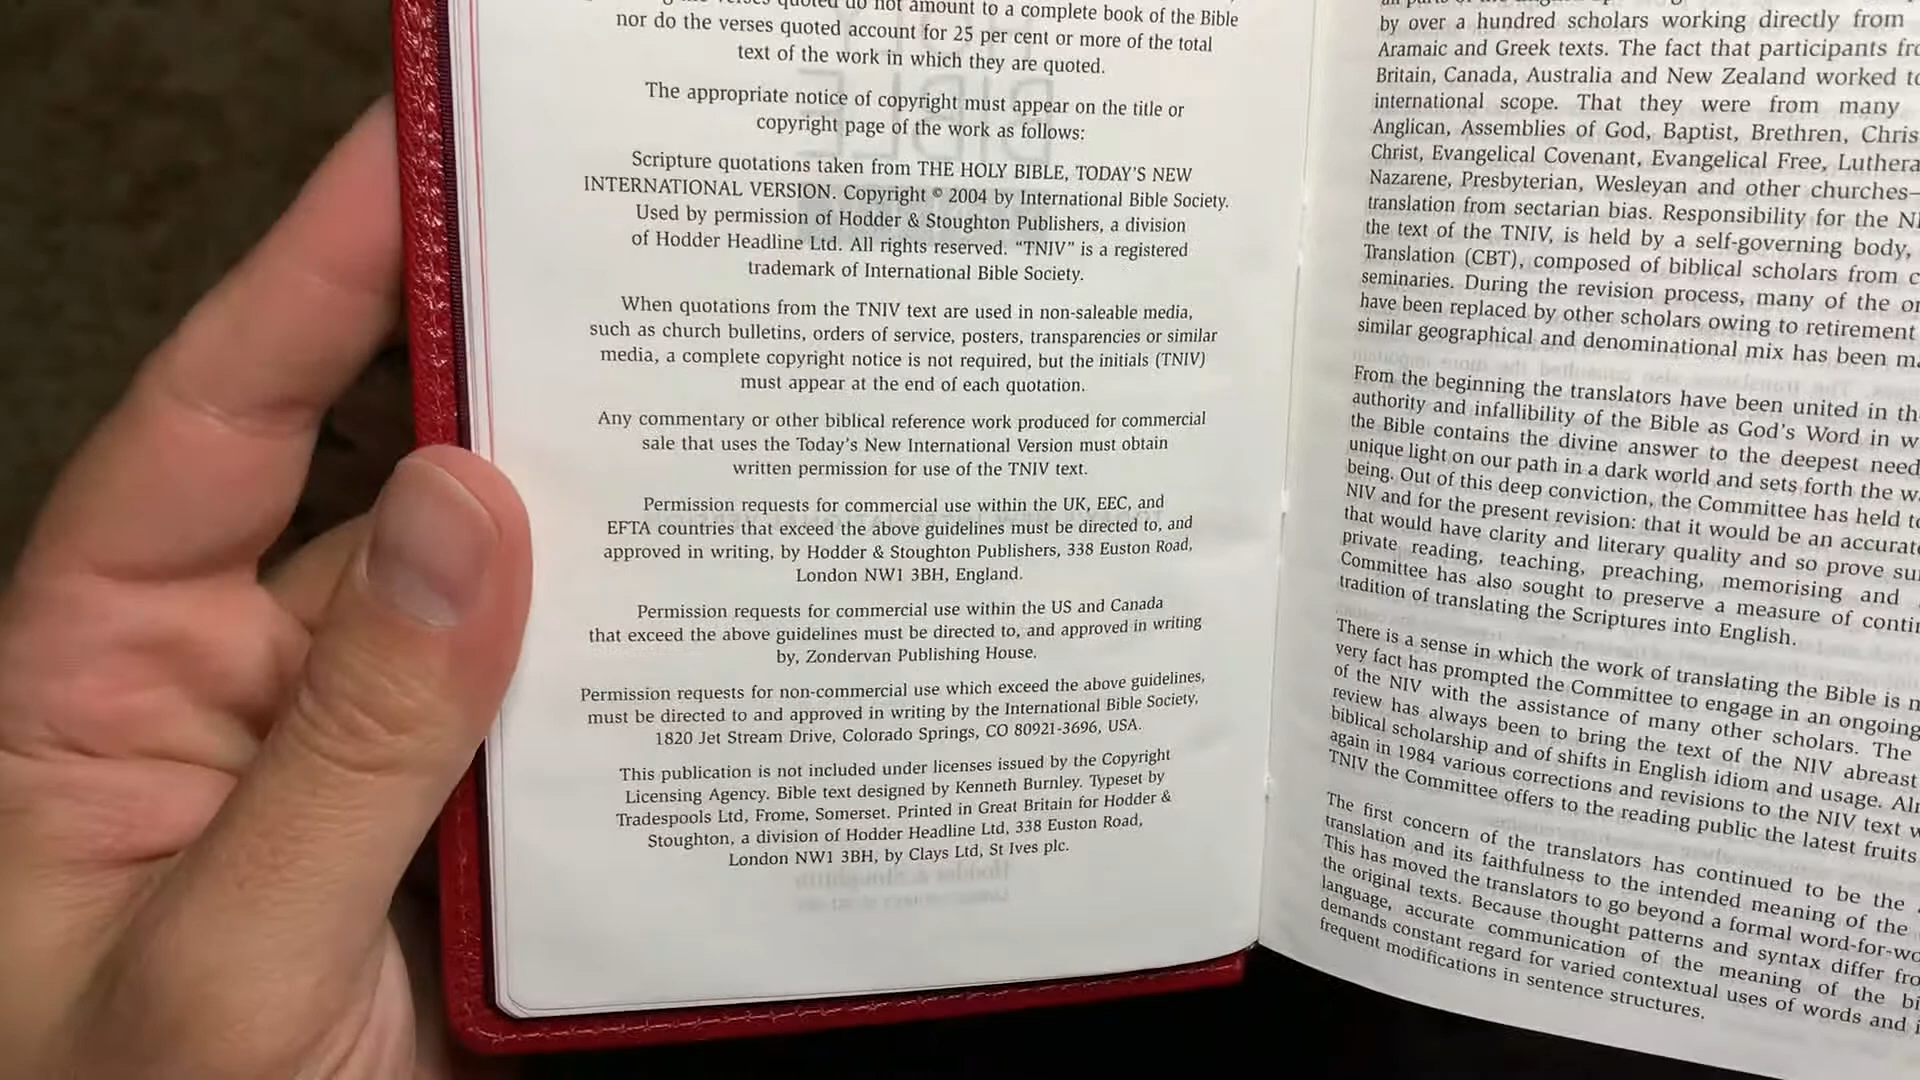 verses quoted do not amount to a complete book of the Bible
nor do the verses quoted account for 25 per cent or more of the total
text of the work in which they are quoted.
The appropriate notice of copyright must appear on the title or
copyright page of the work as follows:
Scripture quotations taken from THE HOLY BIBLE, TODAY'S NEW
INTERNATIONAL VERSION. Copyright © 2004 by International Bible Society.
Used by permission of Hodder & Stoughton Publishers, a division
of Hodder Headline Ltd. All rights reserved. “TNIV” is a registered
trademark of International Bible Society.
When quotations from the TNIV text are used in non-saleable media,
such as church bulletins, orders of service, posters, transparencies or similar
media, a complete copyright notice is not required, but the initials (TNIV)
must appear at the end of each quotation.
Any commentary or other biblical reference work produced for commercial
sale that uses the Today's New International Version must obtain
written permission for use of the TNIV text.
Permission requests for commercial use within the UK, EEC, and
EFTA countries that exceed the above guidelines must be directed to, and
approved in writing, by Hodder & Stoughton Publishers, 338 Euston Road,
London NW1 3BH, England.
Permission requests for commercial use within the US and Canada
that exceed the above guidelines must be directed to, and approved in writing
by, Zondervan Publishing House.
Permission requests for non-commercial use which exceed the above guidelines,
must be directed to and approved in writing by the International Bible Society,
1820 Jet Stream Drive, Colorado Springs, CO 80921-3696, USA.
This publication is not included under licenses issued by the Copyright
Licensing Agency. Bible text designed by Kenneth Burnley. Typeset by
Tradespools Ltd, Frome, Somerset. Printed in Great Britain for Hodder &
Stoughton, a division of Hodder Headline Ltd, 338 Euston Road,
London NW1 3BH, by Clays Ltd, St Ives plc.
by over a hundred scholars working directly from
Aramaic and Greek texts. The fact that participants
Britain, Canada, Australia and New Zealand worked
international scope. That they were from many
Anglican, Assemblies of God, Baptist, Brethren,
Christ, Evangelical Covenant, Evangelical Free,
Nazarene, Presbyterian, Wesleyan and other churches—
translation from sectarian bias. Responsibility for the
the text of the TNIV, is held by a self-governing body,
Translation (CBT), composed of biblical scholars from
seminaries. During the revision process, many of the
have been replaced by other scholars owing to retirement
similar geographical and denominational mix has been
From the beginning the translators have been united in
authority and infallibility of the Bible as God's Word in
the Bible contains the divine answer to the deepest
unique light on our path in a dark world and sets forth the
being. Out of this deep conviction, the Committee has held
NIV and for the present revision: that it would be an
that would have clarity and literary quality and so prove
private reading, teaching, preaching, memorising and
Committee has also sought to preserve a measure of
tradition of translating the Scriptures into English.
There is a sense in which the work of translating the Bible is
very fact has prompted the Committee to engage in an ongoing
of the NIV with the assistance of many other scholars. The
review has always been to bring the text of the NIV abreast
biblical scholarship and of shifts in English idiom and usage.
again in 1984 various corrections and revisions to the NIV text
TNIV the Committee offers to the reading public the latest fruits
The first concern of the translators has continued to be the
translation and its faithfulness to the intended meaning of the
This has moved the translators to go beyond a formal
the original texts. Because thought patterns and syntax differ
language, accurate communication of the meaning of the
demands constant regard for varied contextual uses of words and
frequent modifications in sentence structures.